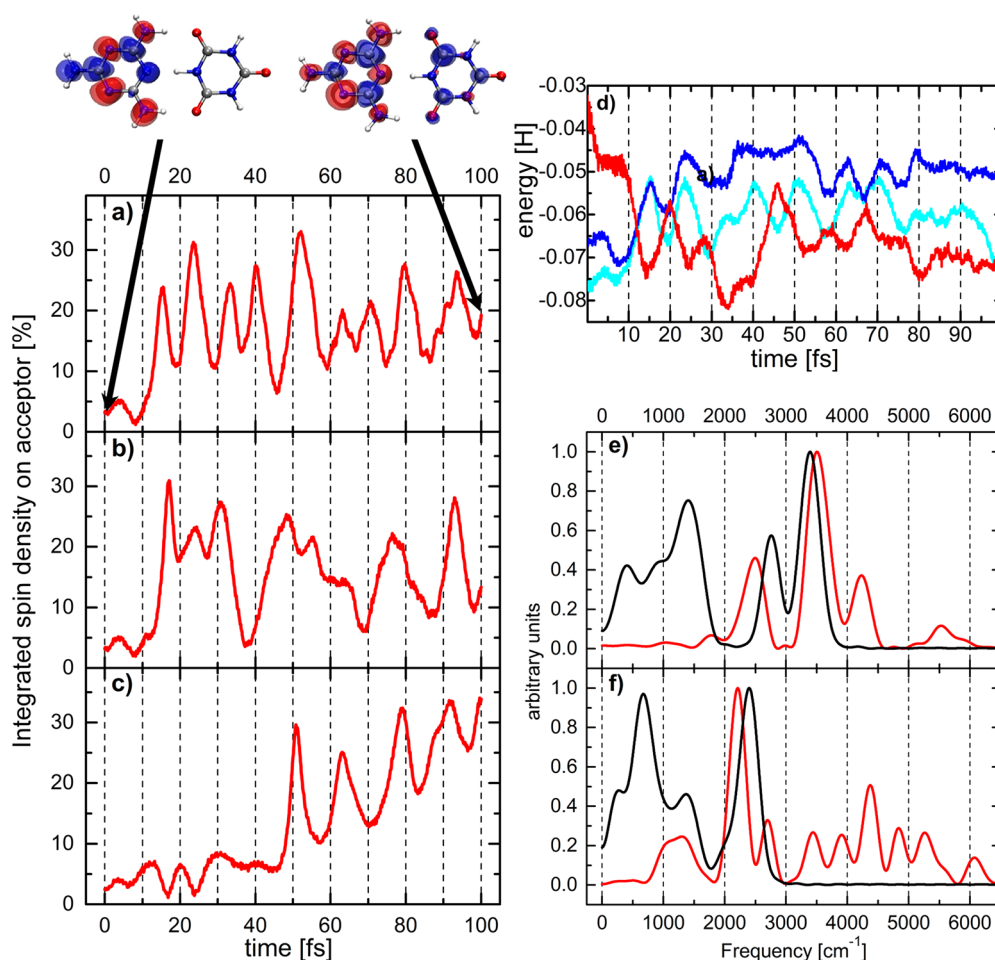 0 20 40 60 80 100
a)
30
20
10
0
b)
30
20
10
0
c)
30
20
10
0
0 20 40 60 80 100
time [fs]
Integrated spin density on acceptor [%]
d)
a)
-0.03
-0.04
-0.05
-0.06
-0.07
-0.08
energy [H]
10 20 30 40 50 60 70 80 90
time [fs]
0 1000 2000 3000 4000 5000 6000
e)
1.0
0.8
0.6
0.4
0.2
0.0
f)
1.0
0.8
0.6
0.4
0.2
0.0
arbitrary units
0 1000 2000 3000 4000 5000 6000
Frequency [cm⁻¹]